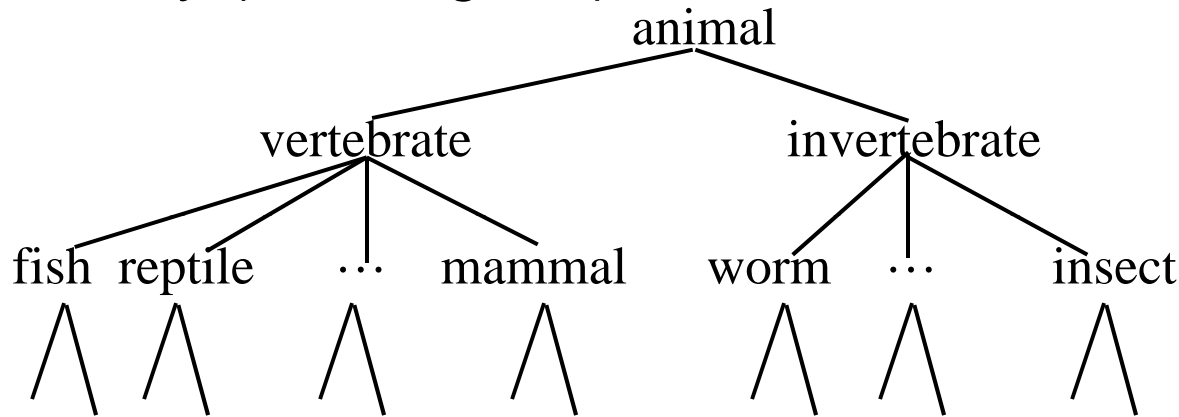 animal
vertebrate invertebrate
fish reptile ... mammal worm ... insect